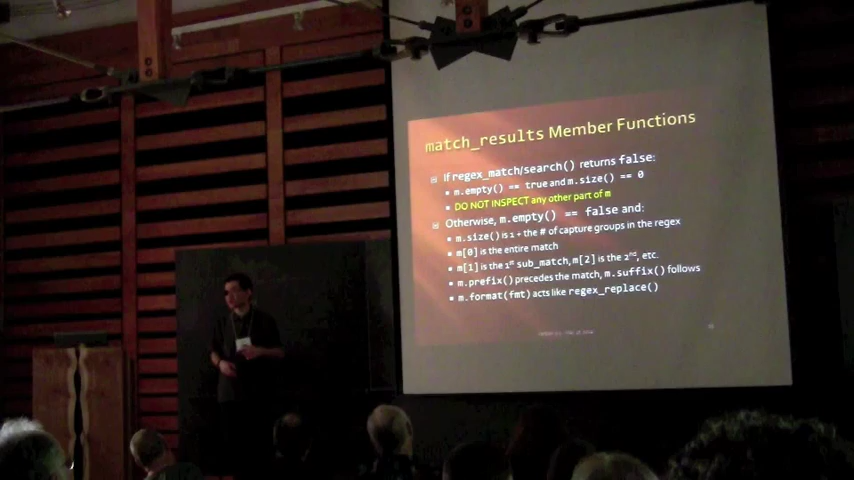 match_results Member Functions
If regex_match/search() returns false:
m.empty() == true and m.size() == 0
DO NOT INSPECT any other part of m
Otherwise, m.empty() == false and:
m.size() is 1 + the # of capture groups in the regex
m[0] is the entire match
m[1] is the 1st sub_match, m[2] is the 2nd, etc.
m.prefix() precedes the match, m.suffix() follows
m.format(fmt) acts like regex_replace()